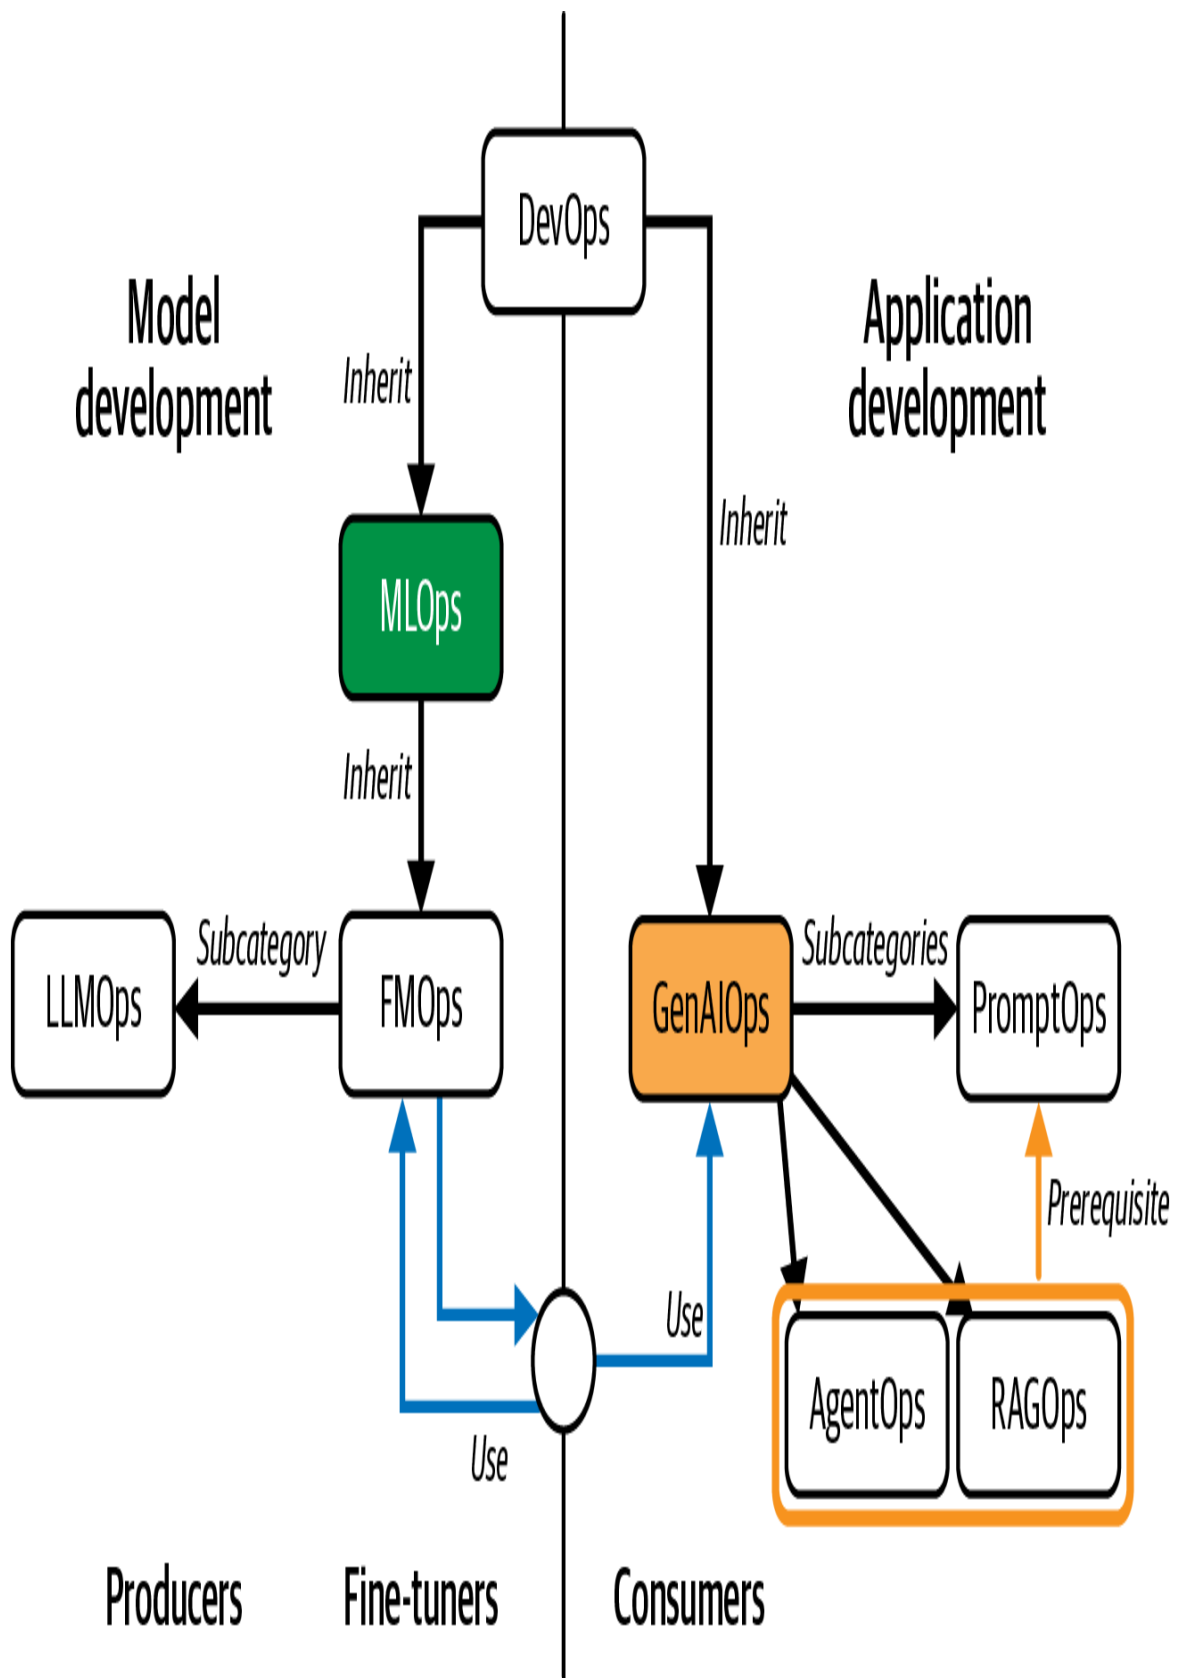 DevOps
Model
development
Application
development
Inherit
Inherit
MLOps
Inherit
LLMOps
Subcategory
FMOps
GenAIOps
Subcategories
PromptOps
Prerequisite
Use
AgentOps
RAGOps
Use
Producers
Fine-tuners
Consumers